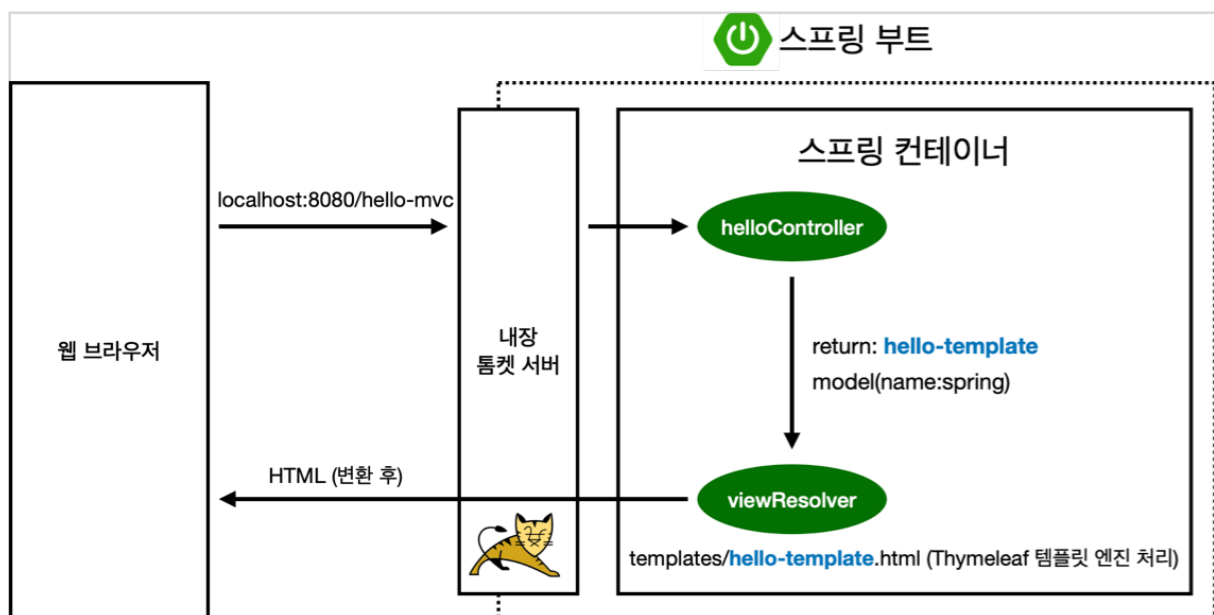 스프링 부트
스프링 컨테이너
localhost:8080/hello-mvc
helloController
웹 브라우저
내장
톰켓 서버
return: hello-template
model(name:spring)
HTML (변환 후)
viewResolver
templates/hello-template.html (Thymeleaf 템플릿 엔진 처리)